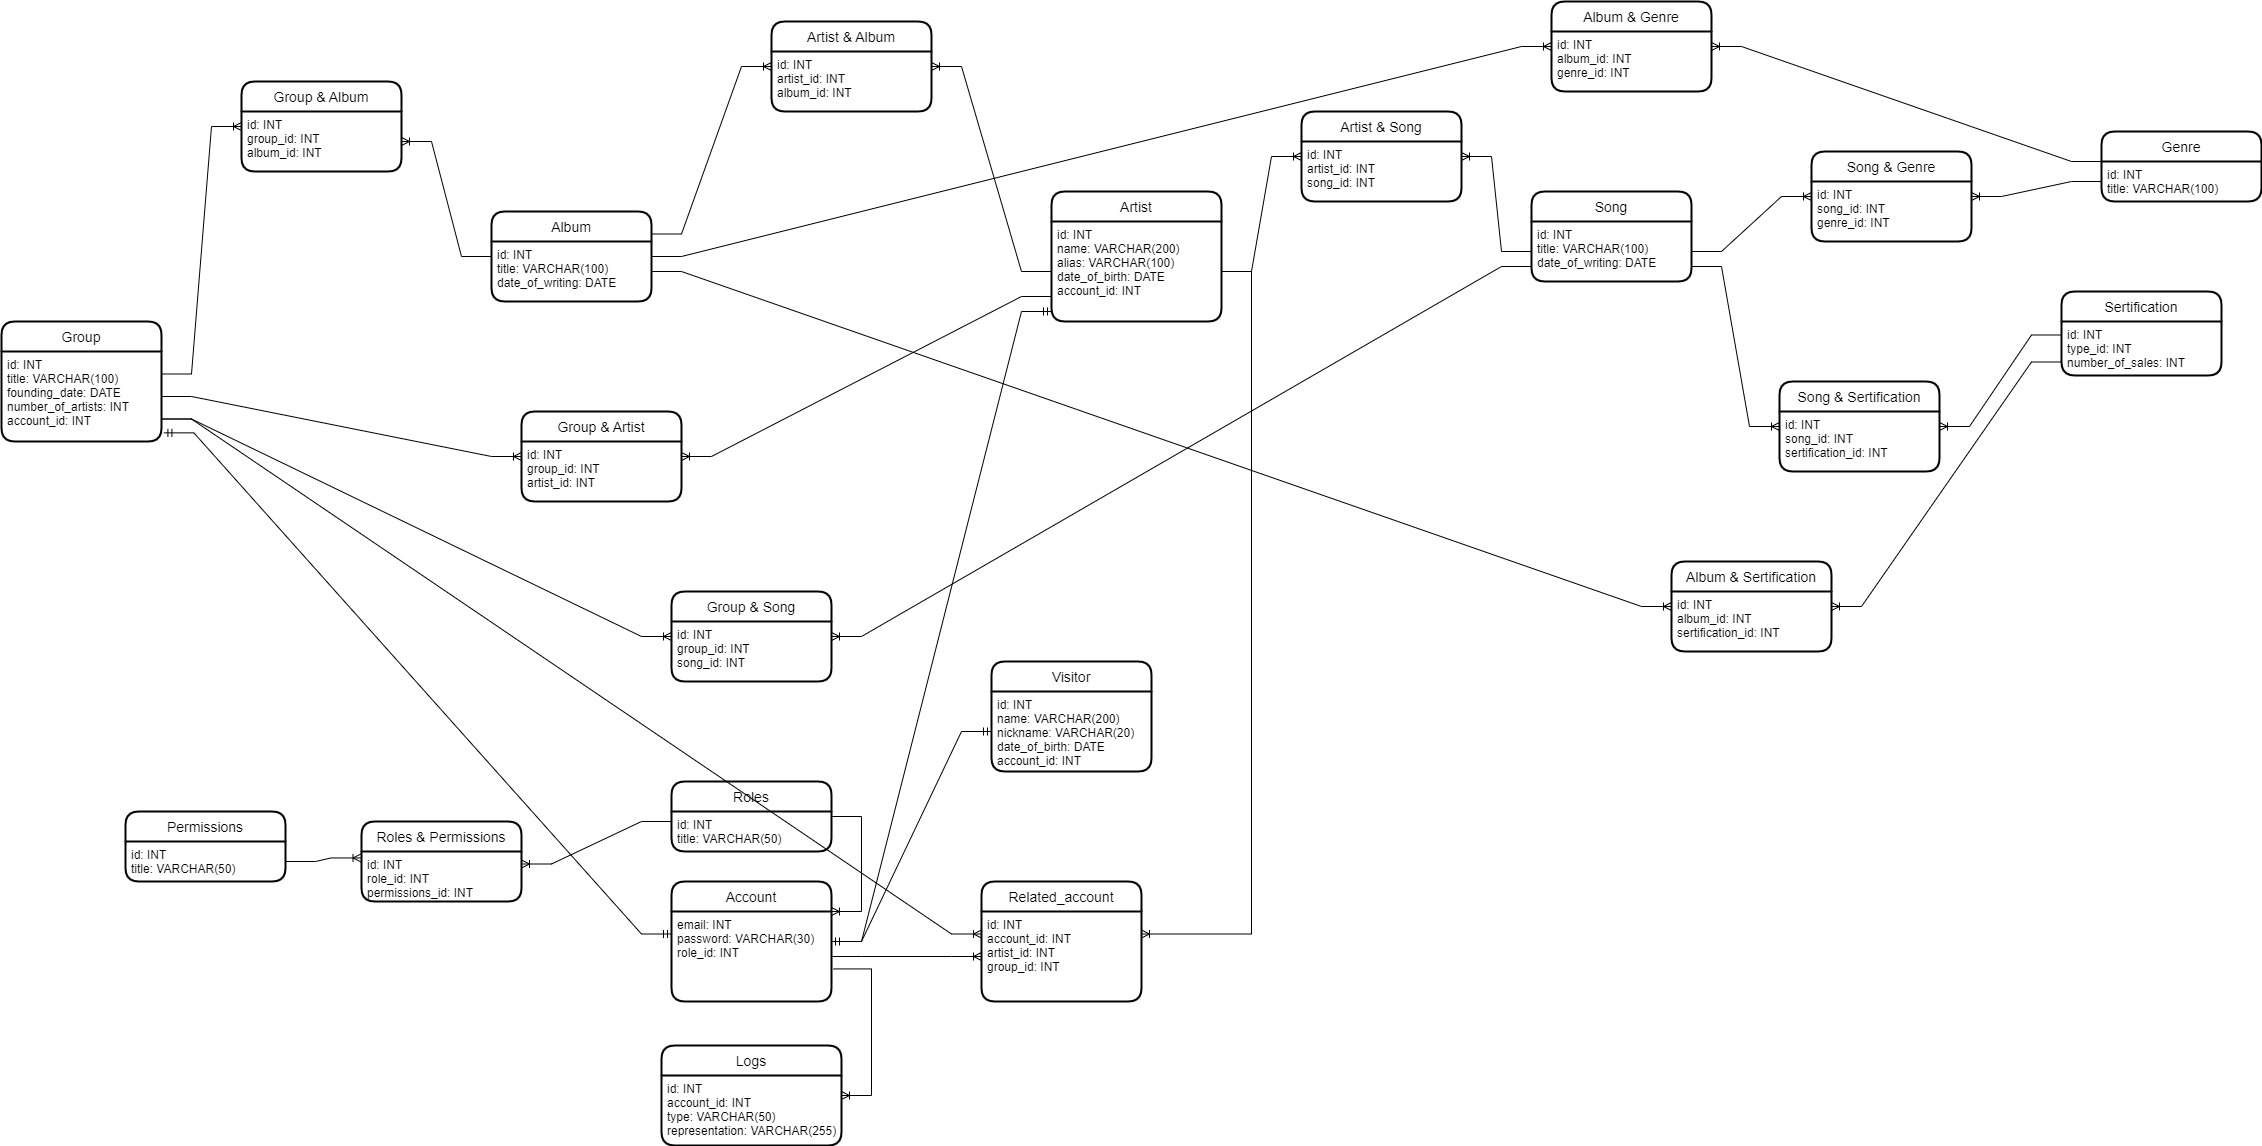 Album & Genre
id: INT
album_id: INT
genre_id: INT
Artist & Album
id: INT
artist_id: INT
album_id: INT
Group & Album
id: INT
group_id: INT
album_id: INT
Artist & Song
id: INT
artist_id: INT
song_id: INT
Genre
id: INT
title: VARCHAR(100)
Song & Genre
id: INT
song_id: INT
genre_id: INT
Album
id: INT
title: VARCHAR(100)
date_of_writing: DATE
Artist
id: INT
name: VARCHAR(200)
alias: VARCHAR(100)
date_of_birth: DATE
account_id: INT
Song
id: INT
title: VARCHAR(100)
date_of_writing: DATE
Sertification
id: INT
type_id: INT
number_of_sales: INT
Group
id: INT
title: VARCHAR(100)
founding_date: DATE
number_of_artists: INT
account_id: INT
Group & Artist
id: INT
group_id: INT
artist_id: INT
Song & Sertification
id: INT
song_id: INT
sertification_id: INT
Album & Sertification
id: INT
album_id: INT
sertification_id: INT
Group & Song
id: INT
group_id: INT
song_id: INT
Visitor
id: INT
name: VARCHAR(200)
nickname: VARCHAR(20)
date_of_birth: DATE
account_id: INT
Permissions
id: INT
title: VARCHAR(50)
Roles & Permissions
id: INT
role_id: INT
permissions_id: INT
Roles
id: INT
title: VARCHAR(50)
Account
email: INT
password: VARCHAR(30)
role_id: INT
Related_account
id: INT
account_id: INT
artist_id: INT
group_id: INT
Logs
id: INT
account_id: INT
type: VARCHAR(50)
representation: VARCHAR(255)